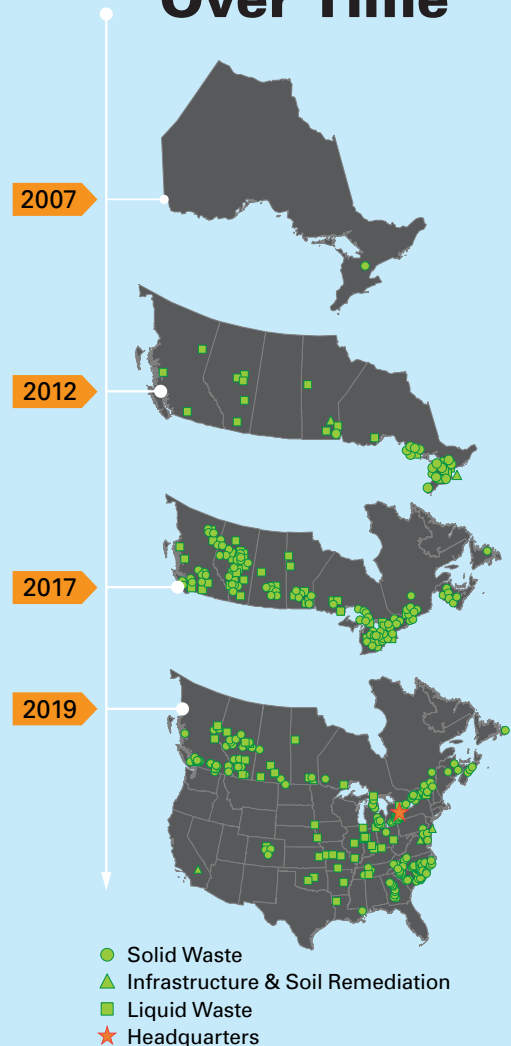 Over Time
2007
2012
2017
2019
Solid Waste
Infrastructure & Soil Remediation
Liquid Waste
Headquarters